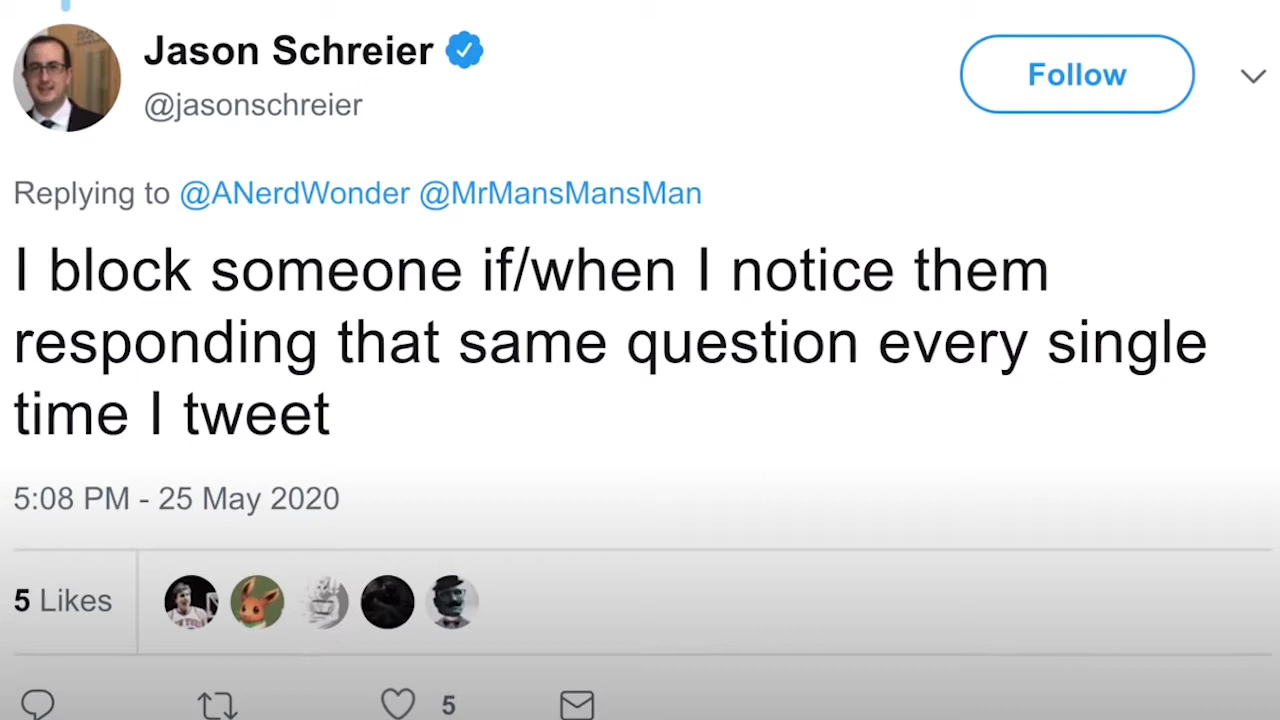 Jason Schreier
@jasonschreier
Follow
Replying to @ANerdWonder @MrMansMansMan
I block someone if/when I notice them
responding that same question every single
time I tweet
5:08 PM - 25 May 2020
5 Likes
5